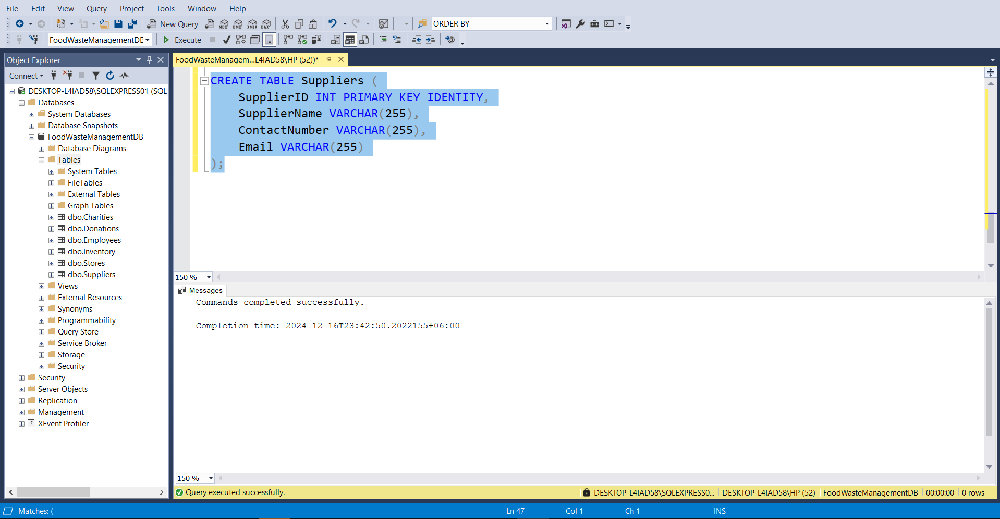 File Edit View Query Project Tools Window Help
New Query MDX DMX XMLA DAX ORDER BY
FoodWasteManagementDB Execute
Object Explorer
Connect
DESKTOP-L4IAD58\SQLEXPRESS01 (SQL
Databases
System Databases
Database Snapshots
FoodWasteManagementDB
Database Diagrams
Tables
System Tables
FileTables
External Tables
Graph Tables
dbo.Charities
dbo.Donations
dbo.Employees
dbo.Inventory
dbo.Stores
dbo.Suppliers
Views
External Resources
Synonyms
Programmability
Query Store
Service Broker
Storage
Security
Security
Server Objects
Replication
Management
XEvent Profiler
FoodWasteManagem...L4IAD58\HP (52))*
CREATE TABLE Suppliers (
SupplierID INT PRIMARY KEY IDENTITY,
SupplierName VARCHAR(255),
ContactNumber VARCHAR(255),
Email VARCHAR(255)
);
150 %
Messages
Commands completed successfully.
Completion time: 2024-12-16T23:42:50.2022155+06:00
150 %
Query executed successfully. DESKTOP-L4IAD58\SQLEXPRESS0... DESKTOP-L4IAD58\HP (52) FoodWasteManagementDB 00:00:00 0 rows
Matches: ( Ln 47 Col 1 Ch 1 INS